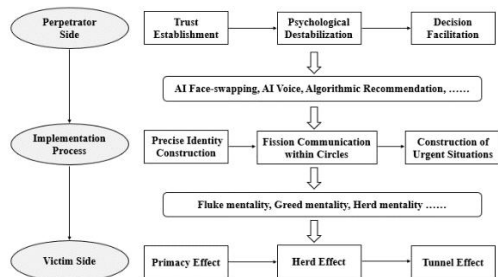 Perpetrator
Side
Trust
Establishment
Psychological
Destabilization
Decision
Facilitation
AI Face-swapping, AI Voice, Algorithmic Recommendation, ……
Implementation
Process
Precise Identity
Construction
Fission Communication
within Circles
Construction of
Urgent Situations
Fluke mentality, Greed mentality, Herd mentality ……
Victim Side
Primacy Effect
Herd Effect
Tunnel Effect